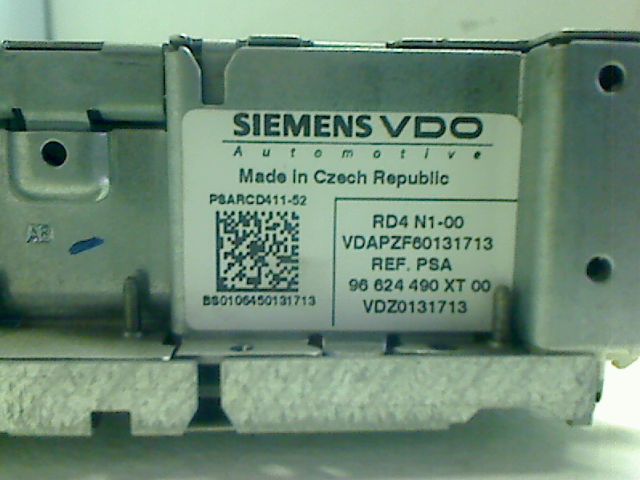 SIEMENS VDO
Automotive
Made in Czech Republic
PSARCD411-52
BS0106450131713
RD4 N1-00
VDAPZF60131713
REF. PSA
96 624 490 XT 00
VDZ0131713